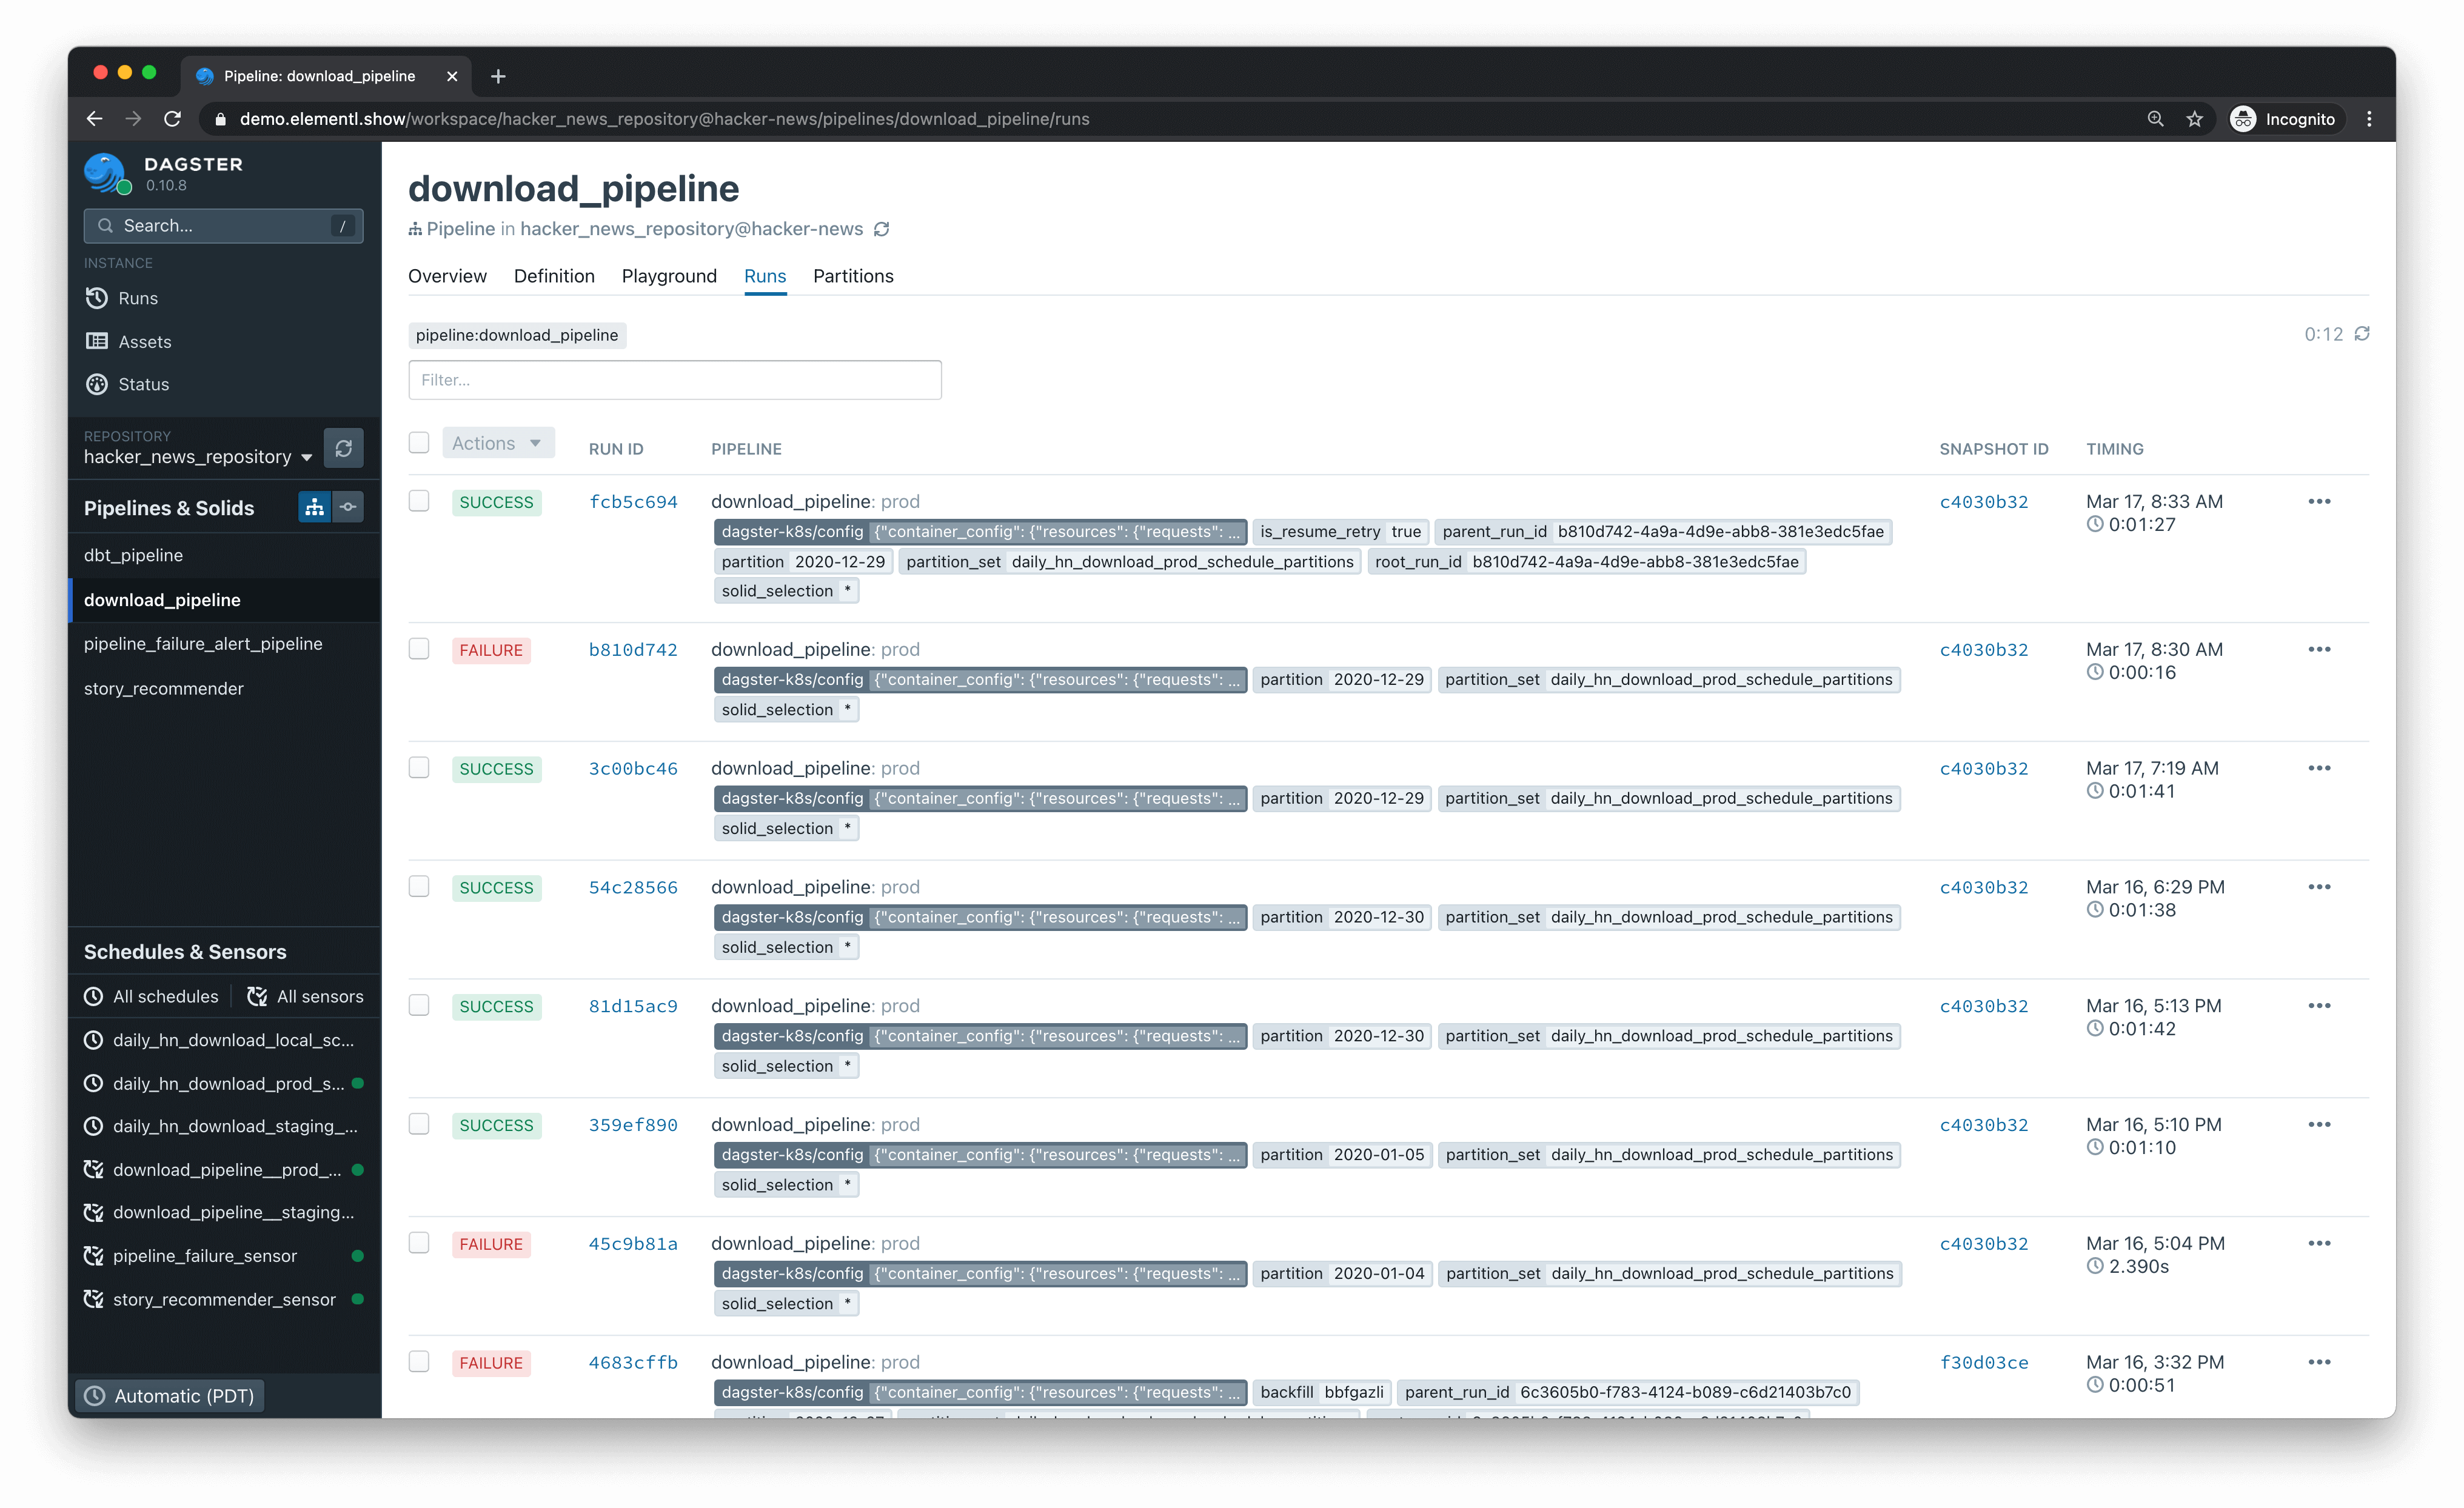 Pipeline: download_pipeline
demo.elementl.show/workspace/hacker_news_repository@hacker-news/pipelines/download_pipeline/runs
Incognito
DAGSTER
0.10.8
Search...
/
INSTANCE
Runs
Assets
Status
REPOSITORY
hacker_news_repository
Pipelines & Solids
dbt_pipeline
download_pipeline
pipeline_failure_alert_pipeline
story_recommender
Schedules & Sensors
All schedules All sensors
daily_hn_download_local_sc...
daily_hn_download_prod_s...
daily_hn_download_staging_...
download_pipeline__prod_...
download_pipeline__staging...
pipeline_failure_sensor
story_recommender_sensor
Automatic (PDT)
download_pipeline
Pipeline in hacker_news_repository@hacker-news
Overview Definition Playground Runs Partitions
pipeline:download_pipeline 0:12
Filter...
Actions RUN ID PIPELINE SNAPSHOT ID TIMING
SUCCESS fcb5c694 download_pipeline: prod c4030b32 Mar 17, 8:33 AM
0:01:27
dagster-k8s/config {"container_config": {"resources": {"requests": ... is_resume_retry true parent_run_id b810d742-4a9a-4d9e-abb8-381e3edc5fae
partition 2020-12-29 partition_set daily_hn_download_prod_schedule_partitions root_run_id b810d742-4a9a-4d9e-abb8-381e3edc5fae
solid_selection *
FAILURE b810d742 download_pipeline: prod c4030b32 Mar 17, 8:30 AM
0:00:16
dagster-k8s/config {"container_config": {"resources": {"requests": ... partition 2020-12-29 partition_set daily_hn_download_prod_schedule_partitions
solid_selection *
SUCCESS 3c00bc46 download_pipeline: prod c4030b32 Mar 17, 7:19 AM
0:01:41
dagster-k8s/config {"container_config": {"resources": {"requests": ... partition 2020-12-29 partition_set daily_hn_download_prod_schedule_partitions
solid_selection *
SUCCESS 54c28566 download_pipeline: prod c4030b32 Mar 16, 6:29 PM
0:01:38
dagster-k8s/config {"container_config": {"resources": {"requests": ... partition 2020-12-30 partition_set daily_hn_download_prod_schedule_partitions
solid_selection *
SUCCESS 81d15ac9 download_pipeline: prod c4030b32 Mar 16, 5:13 PM
0:01:42
dagster-k8s/config {"container_config": {"resources": {"requests": ... partition 2020-12-30 partition_set daily_hn_download_prod_schedule_partitions
solid_selection *
SUCCESS 359ef890 download_pipeline: prod c4030b32 Mar 16, 5:10 PM
0:01:10
dagster-k8s/config {"container_config": {"resources": {"requests": ... partition 2020-01-05 partition_set daily_hn_download_prod_schedule_partitions
solid_selection *
FAILURE 45c9b81a download_pipeline: prod c4030b32 Mar 16, 5:04 PM
2.390s
dagster-k8s/config {"container_config": {"resources": {"requests": ... partition 2020-01-04 partition_set daily_hn_download_prod_schedule_partitions
solid_selection *
FAILURE 4683cffb download_pipeline: prod f30d03ce Mar 16, 3:32 PM
0:00:51
dagster-k8s/config {"container_config": {"resources": {"requests": ... backfill bbfgazli parent_run_id 6c3605b0-f783-4124-b089-c6d21403b7c0